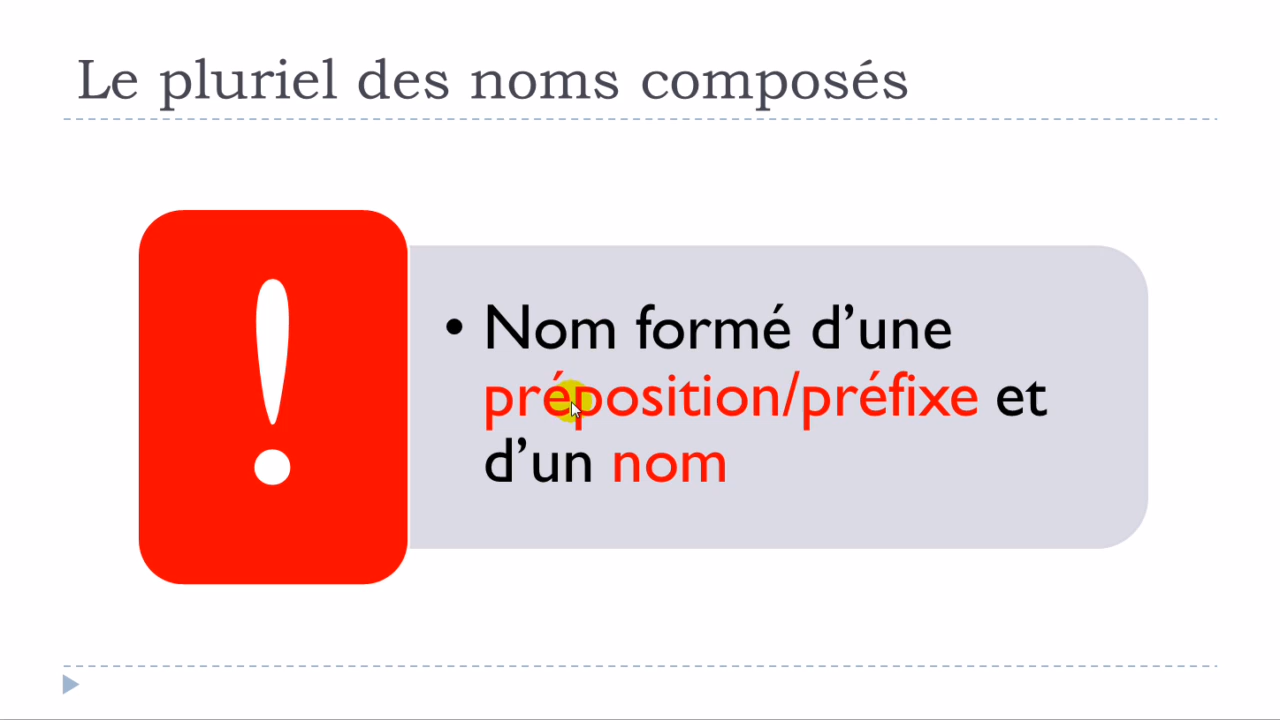 Le pluriel des noms composés
!
• Nom formé d’une
préposition/préfixe et
d’un nom